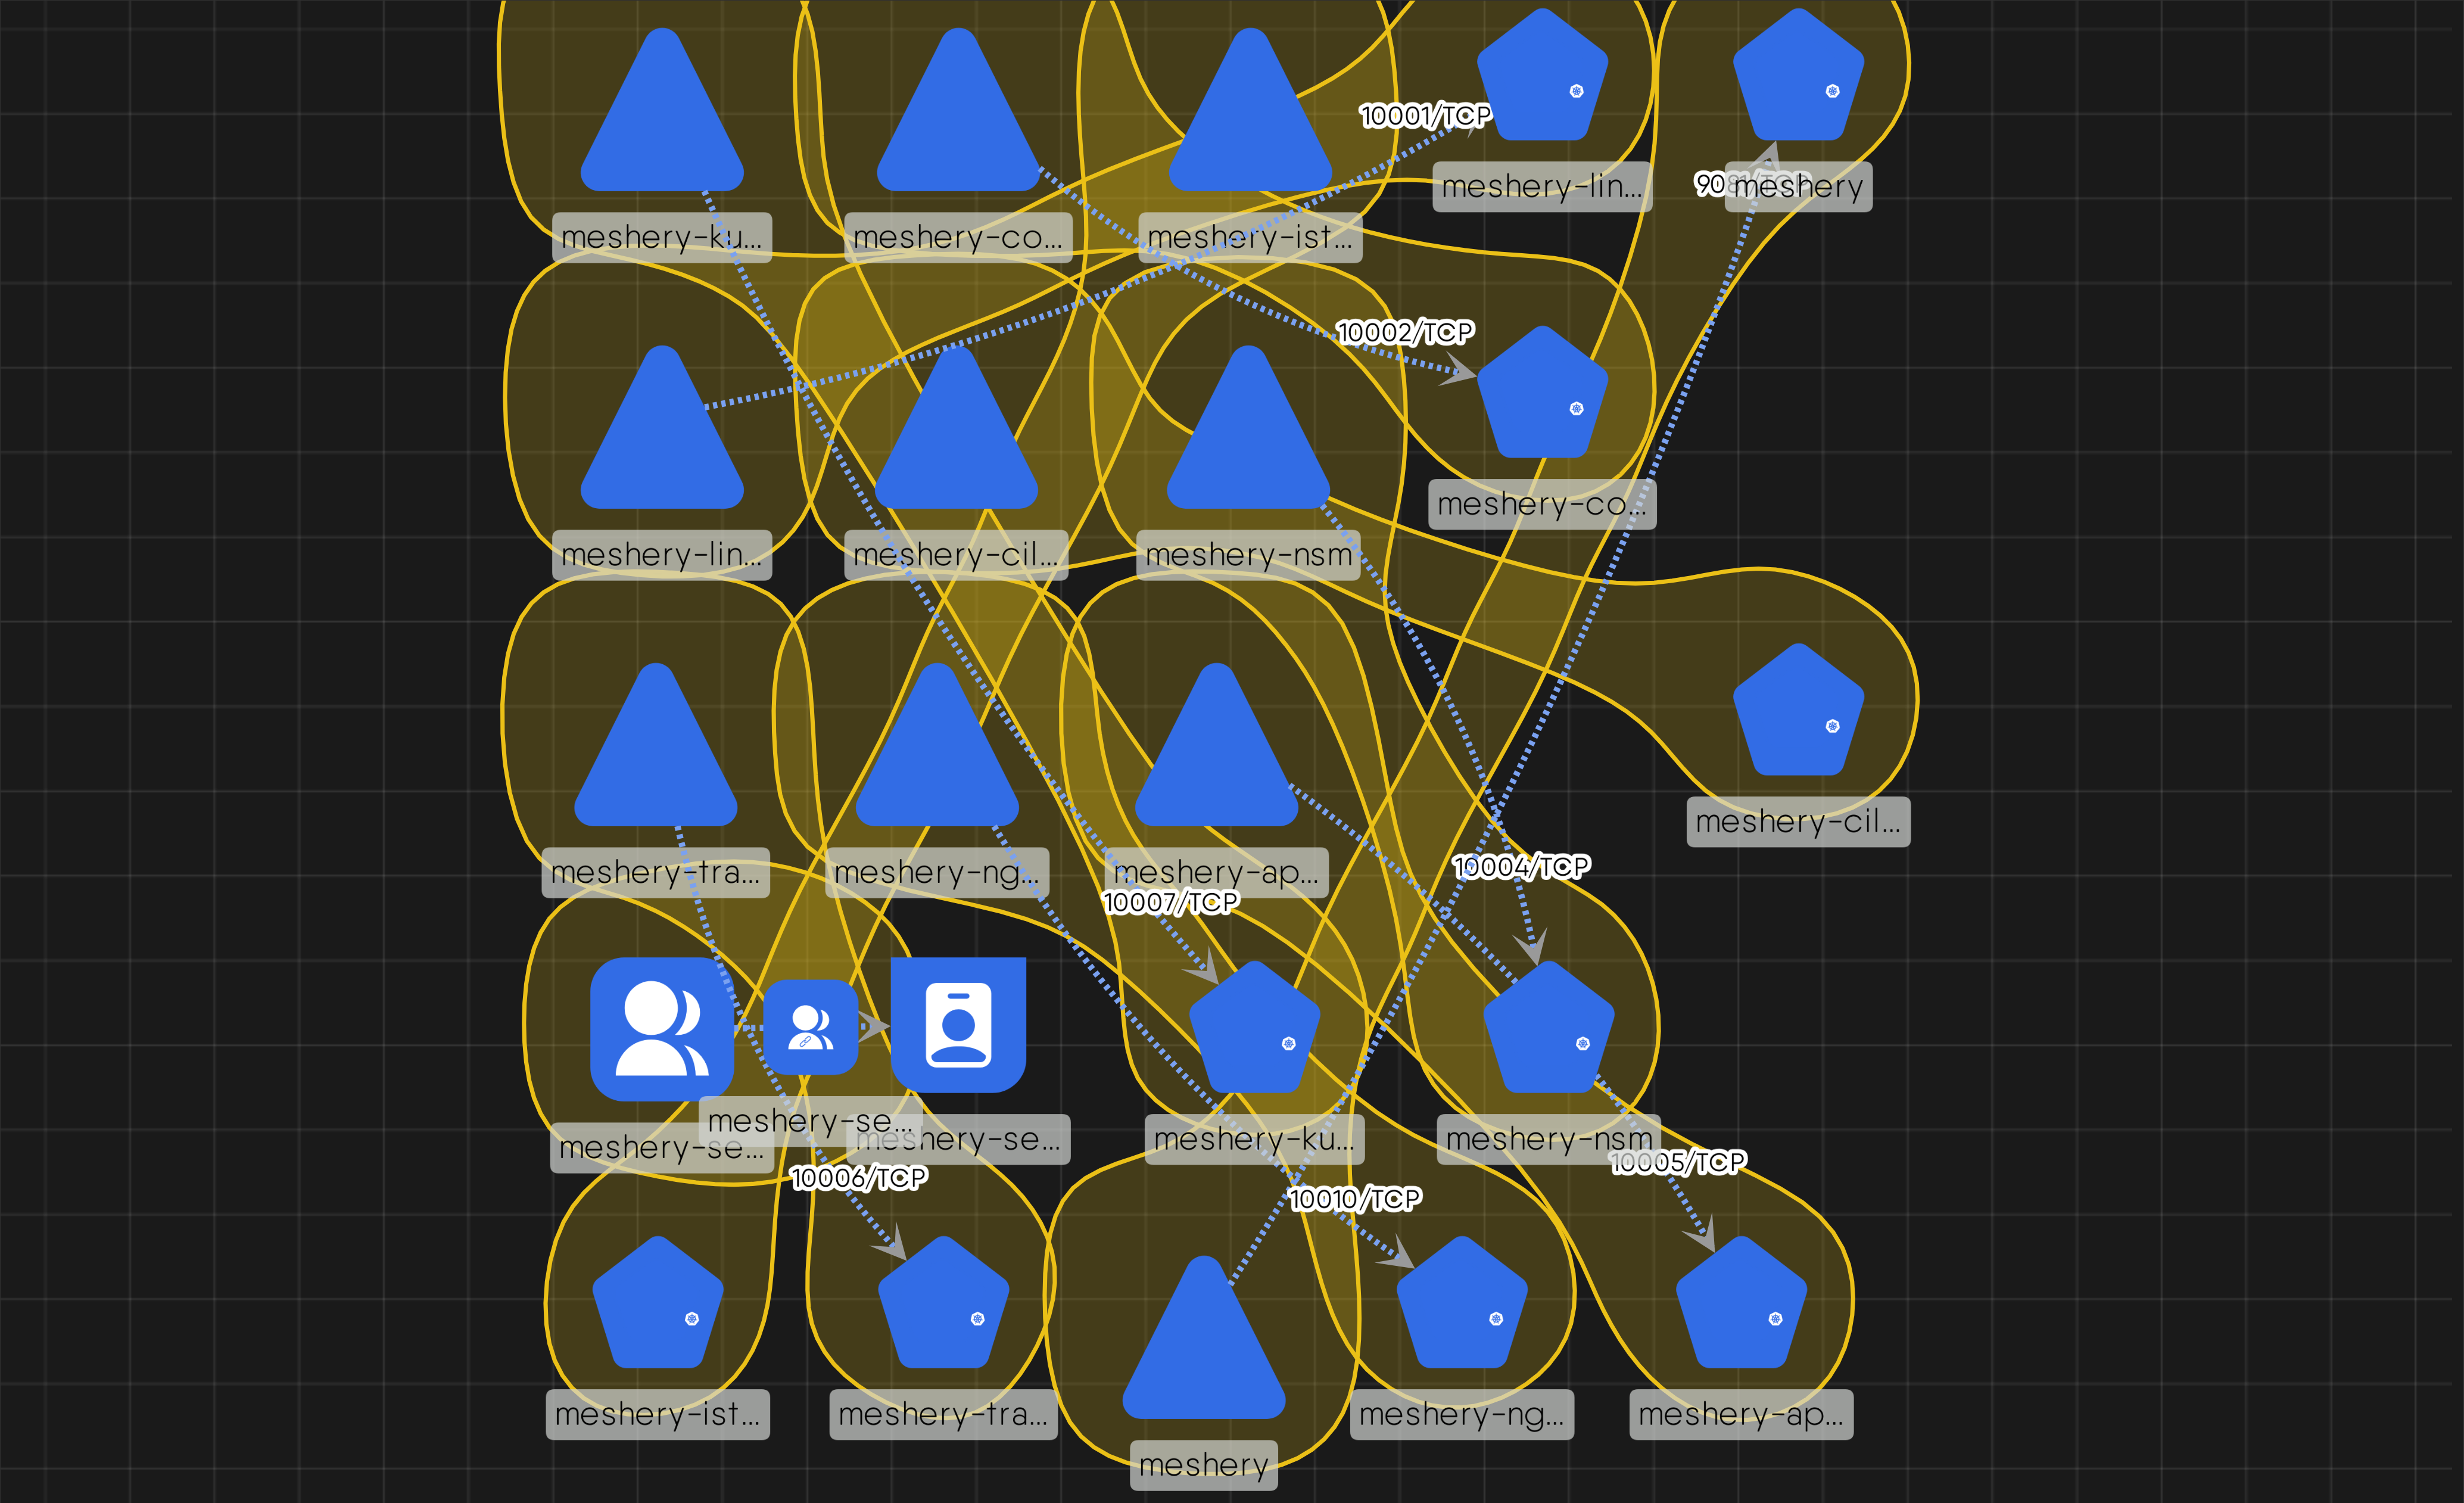 10001/TCP
meshery-lin...
meshery
meshery-ku...
meshery-co...
meshery-ist...
10002/TCP
meshery-co...
meshery-lin...
meshery-cil...
meshery-nsm
meshery-cil...
10004/TCP
meshery-tra...
meshery-ng...
meshery-ap...
10007/TCP
meshery-se...
meshery-se...
meshery-se...
meshery-ku...
meshery-nsm
10005/TCP
10006/TCP
10010/TCP
meshery-ist...
meshery-tra...
meshery-ng...
meshery-ap...
meshery